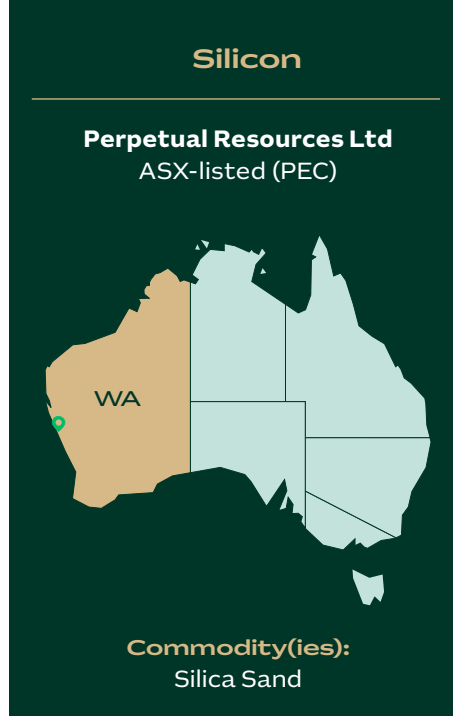 Silicon
Perpetual Resources Ltd
ASX-listed (PEC)
WA
Commodity(ies):
Silica Sand